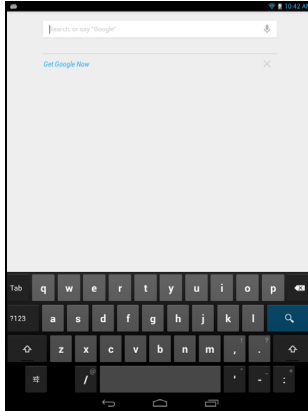 10:42 AM
Search, or say "Google"
Get Google Now
Tab q w e r t y u i o p
?123 a s d f g h j k l
z x c v b n m , ! . ?
/ @ ' " - _ : ;